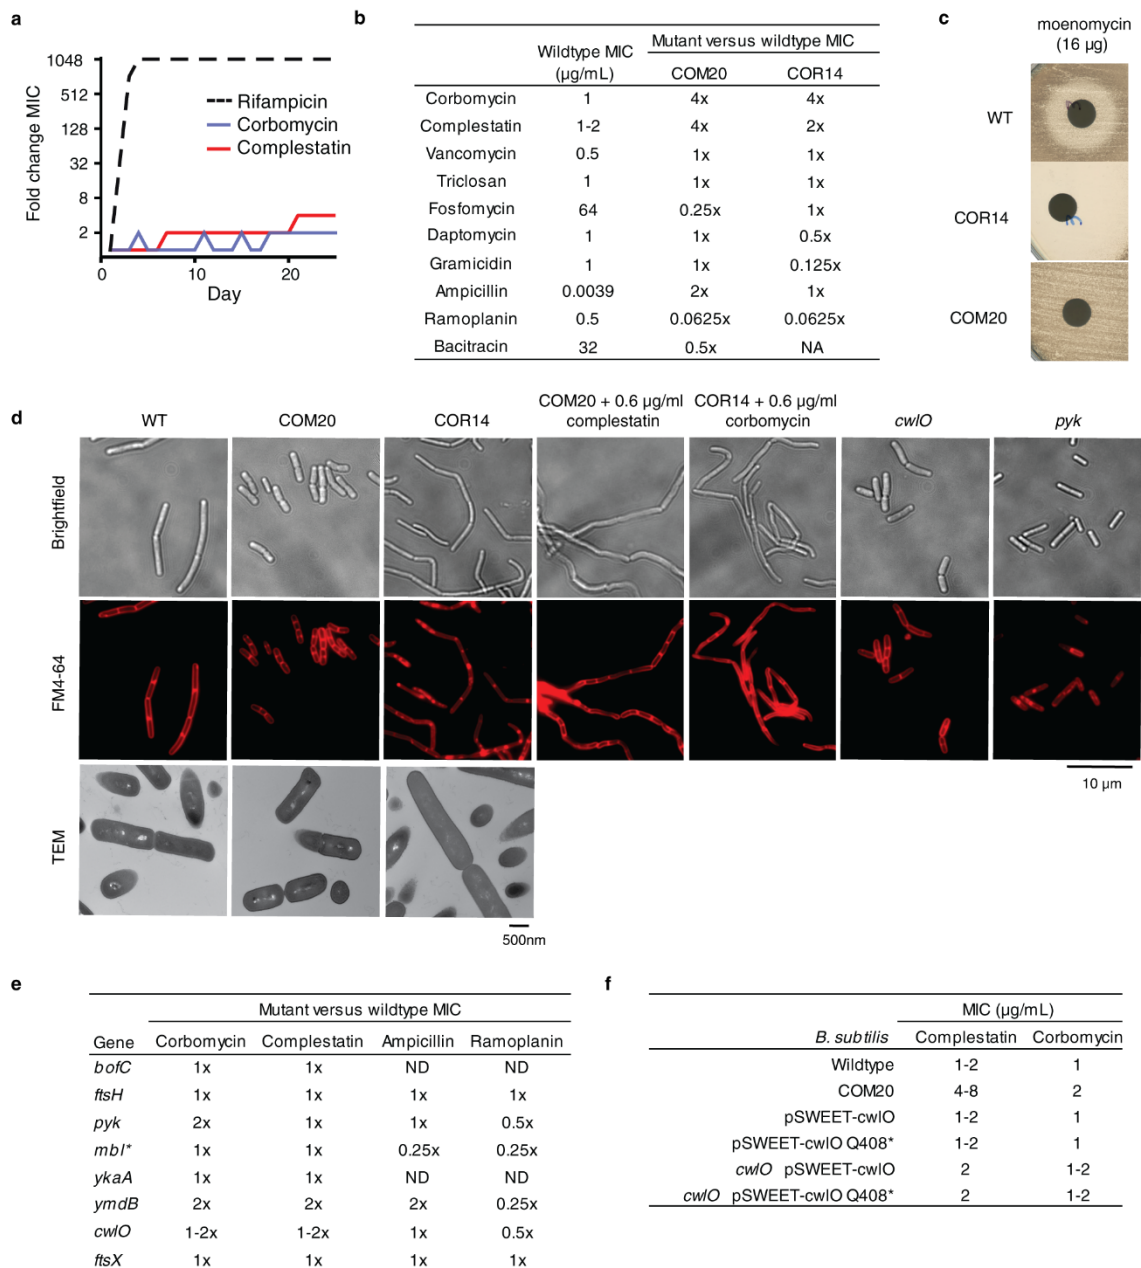 a
1048
512
128
32
8
2
Fold change MIC
0
10
20
Day
Rifampicin
Corbomycin
Complestatin
b
Wildtype MIC (µg/mL)
Mutant versus wildtype MIC
COM20 COR14
Corbomycin 1 4x 4x
Complestatin 1-2 4x 2x
Vancomycin 0.5 1x 1x
Triclosan 1 1x 1x
Fosfomycin 64 0.25x 1x
Daptomycin 1 1x 0.5x
Gramicidin 1 1x 0.125x
Ampicillin 0.0039 2x 1x
Ramoplanin 0.5 0.0625x 0.0625x
Bacitracin 32 0.5x NA
c
moenomycin
(16 µg)
WT
COR14
COM20
d
WT
COM20
COR14
COM20 + 0.6 µg/ml
complestatin
COR14 + 0.6 µg/ml
corbomycin
cwlO
pyk
Brightfield
FM4-64
10 µm
TEM
500nm
e
Mutant versus wildtype MIC
Gene Corbomycin Complestatin Ampicillin Ramoplanin
bofC 1x 1x ND ND
ftsH 1x 1x 1x 1x
pyk 2x 1x 1x 0.5x
mbl* 1x 1x 0.25x 0.25x
ykaA 1x 1x ND ND
ymdB 2x 2x 2x 0.25x
cwlO 1-2x 1-2x 1x 0.5x
ftsX 1x 1x 1x 1x
f
MIC (µg/mL)
B. subtilis Complestatin Corbomycin
Wildtype 1-2 1
COM20 4-8 2
pSWEET-cwlO 1-2 1
pSWEET-cwlO Q408* 1-2 1
cwlO pSWEET-cwlO 2 1-2
cwlO pSWEET-cwlO Q408* 2 1-2